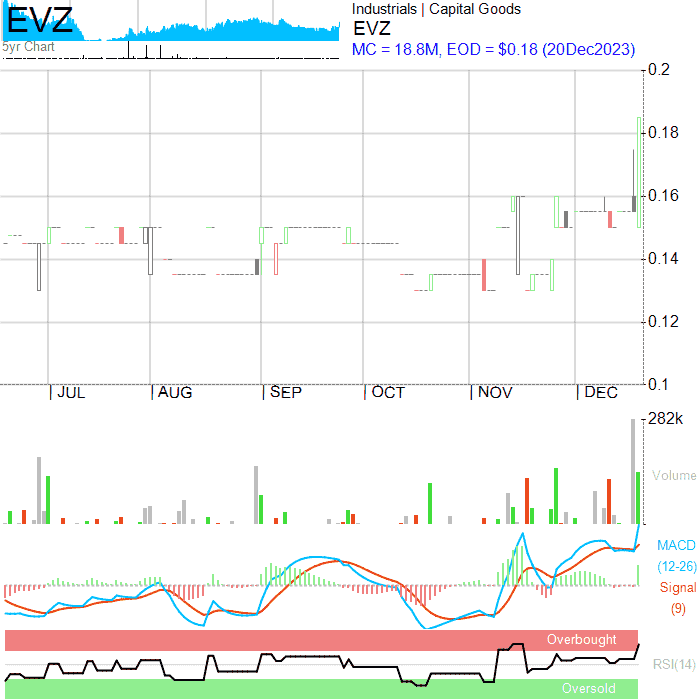 EVZ
5yr Chart
Industrials | Capital Goods
EVZ
MC = 18.8M, EOD = $0.18 (20Dec2023)
0.2
0.18
0.16
0.14
0.12
0.1
JUL
AUG
SEP
OCT
NOV
DEC
282k
Volume
MACD
(12-26)
Signal
(9)
Overbought
RSI(14)
Oversold